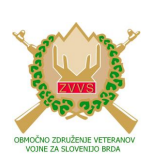 ZVVS
OBMOČNO ZDRUŽENJE VETERANOV
VOJNE ZA SLOVENIJO BRDA